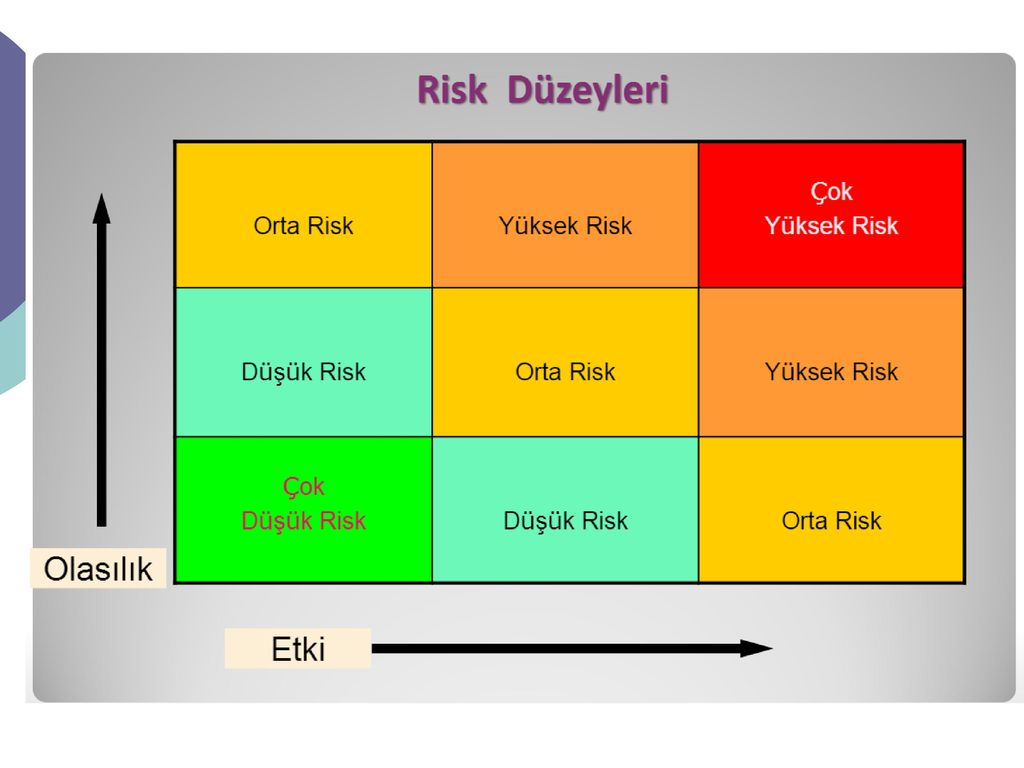 Risk Düzeyleri
Orta Risk
Yüksek Risk
Çok
Yüksek Risk
Düşük Risk
Orta Risk
Yüksek Risk
Çok
Düşük Risk
Düşük Risk
Orta Risk
Olasılık
Etki